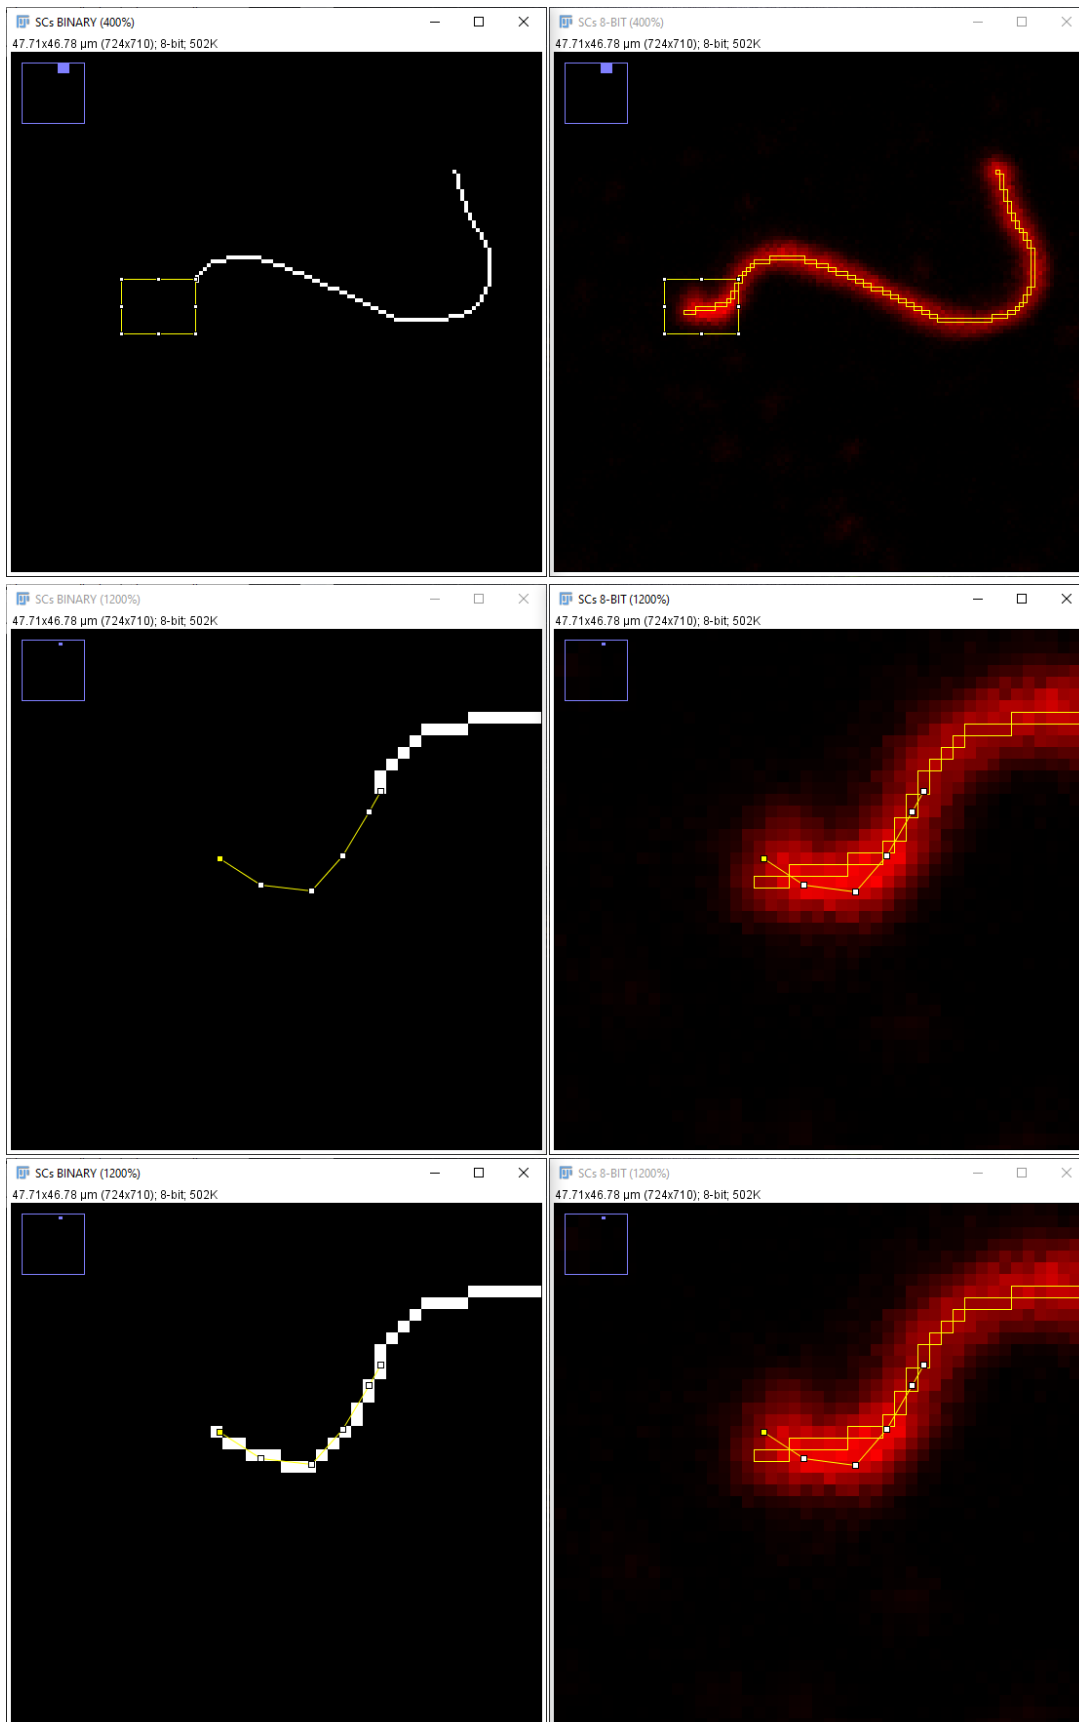 SCs BINARY (400%)
47.71x46.78 µm (724x710); 8-bit; 502K
SCs 8-BIT (400%)
47.71x46.78 µm (724x710); 8-bit; 502K
SCs BINARY (1200%)
47.71x46.78 µm (724x710); 8-bit; 502K
SCs 8-BIT (1200%)
47.71x46.78 µm (724x710); 8-bit; 502K
SCs BINARY (1200%)
47.71x46.78 µm (724x710); 8-bit; 502K
SCs 8-BIT (1200%)
47.71x46.78 µm (724x710); 8-bit; 502K